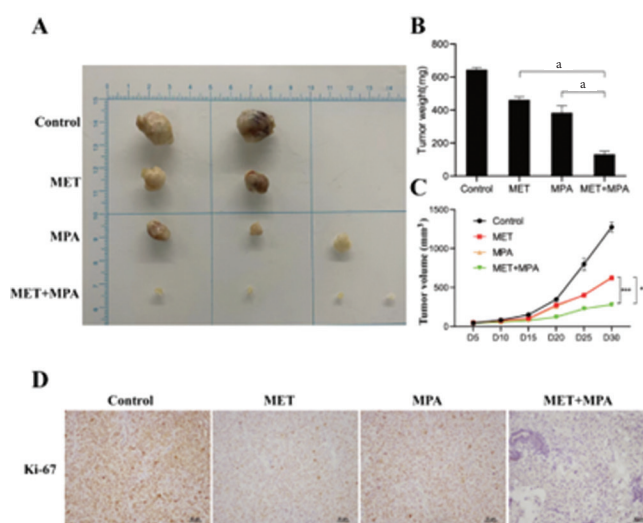 A
Control
MET
MPA
MET+MPA
B
Tumor weight(mg)
800
600
400
200
0
a
a
Control MET MPA MET+MPA
C
Tumor volume (mm³)
1500
1000
500
0
Control
MET
MPA
MET+MPA
***
*
D5 D10 D15 D20 D25 D30
D
Control MET MPA MET+MPA
Ki-67